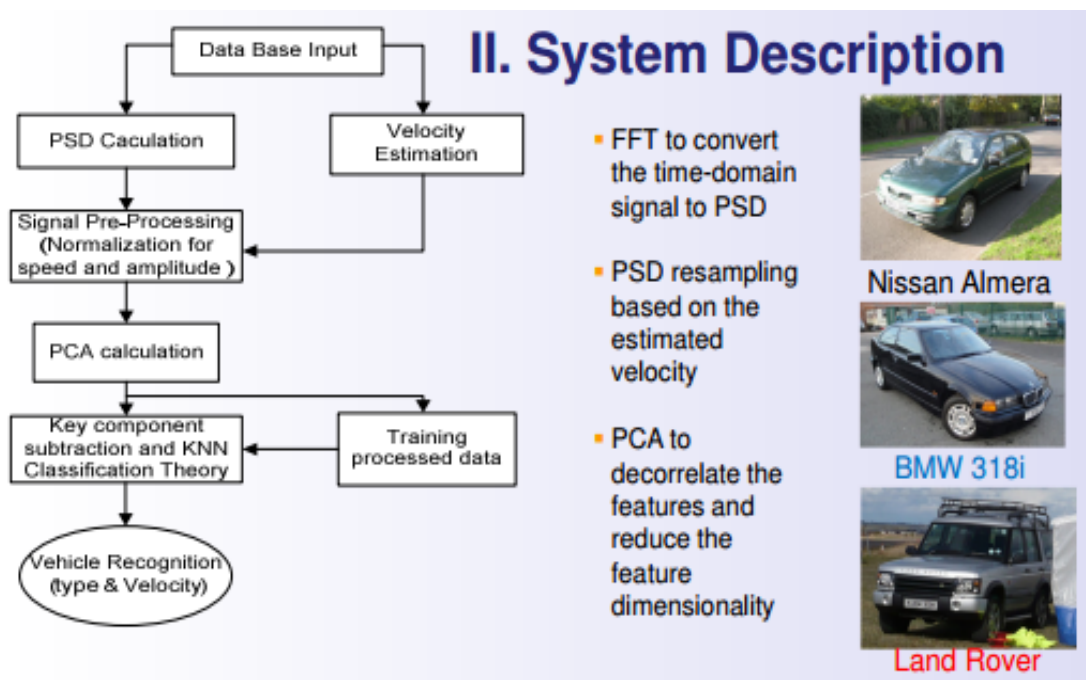 II. System Description
Data Base Input
PSD Caculation
Velocity
Estimation
Signal Pre-Processing
(Normalization for
speed and amplitude )
PCA calculation
Key component
subtraction and KNN
Classification Theory
Training
processed data
Vehicle Recognition
(type & Velocity)
FFT to convert
the time-domain
signal to PSD
PSD resampling
based on the
estimated
velocity
PCA to
decorrelate the
features and
reduce the
feature
dimensionality
Nissan Almera
BMW 318i
Land Rover